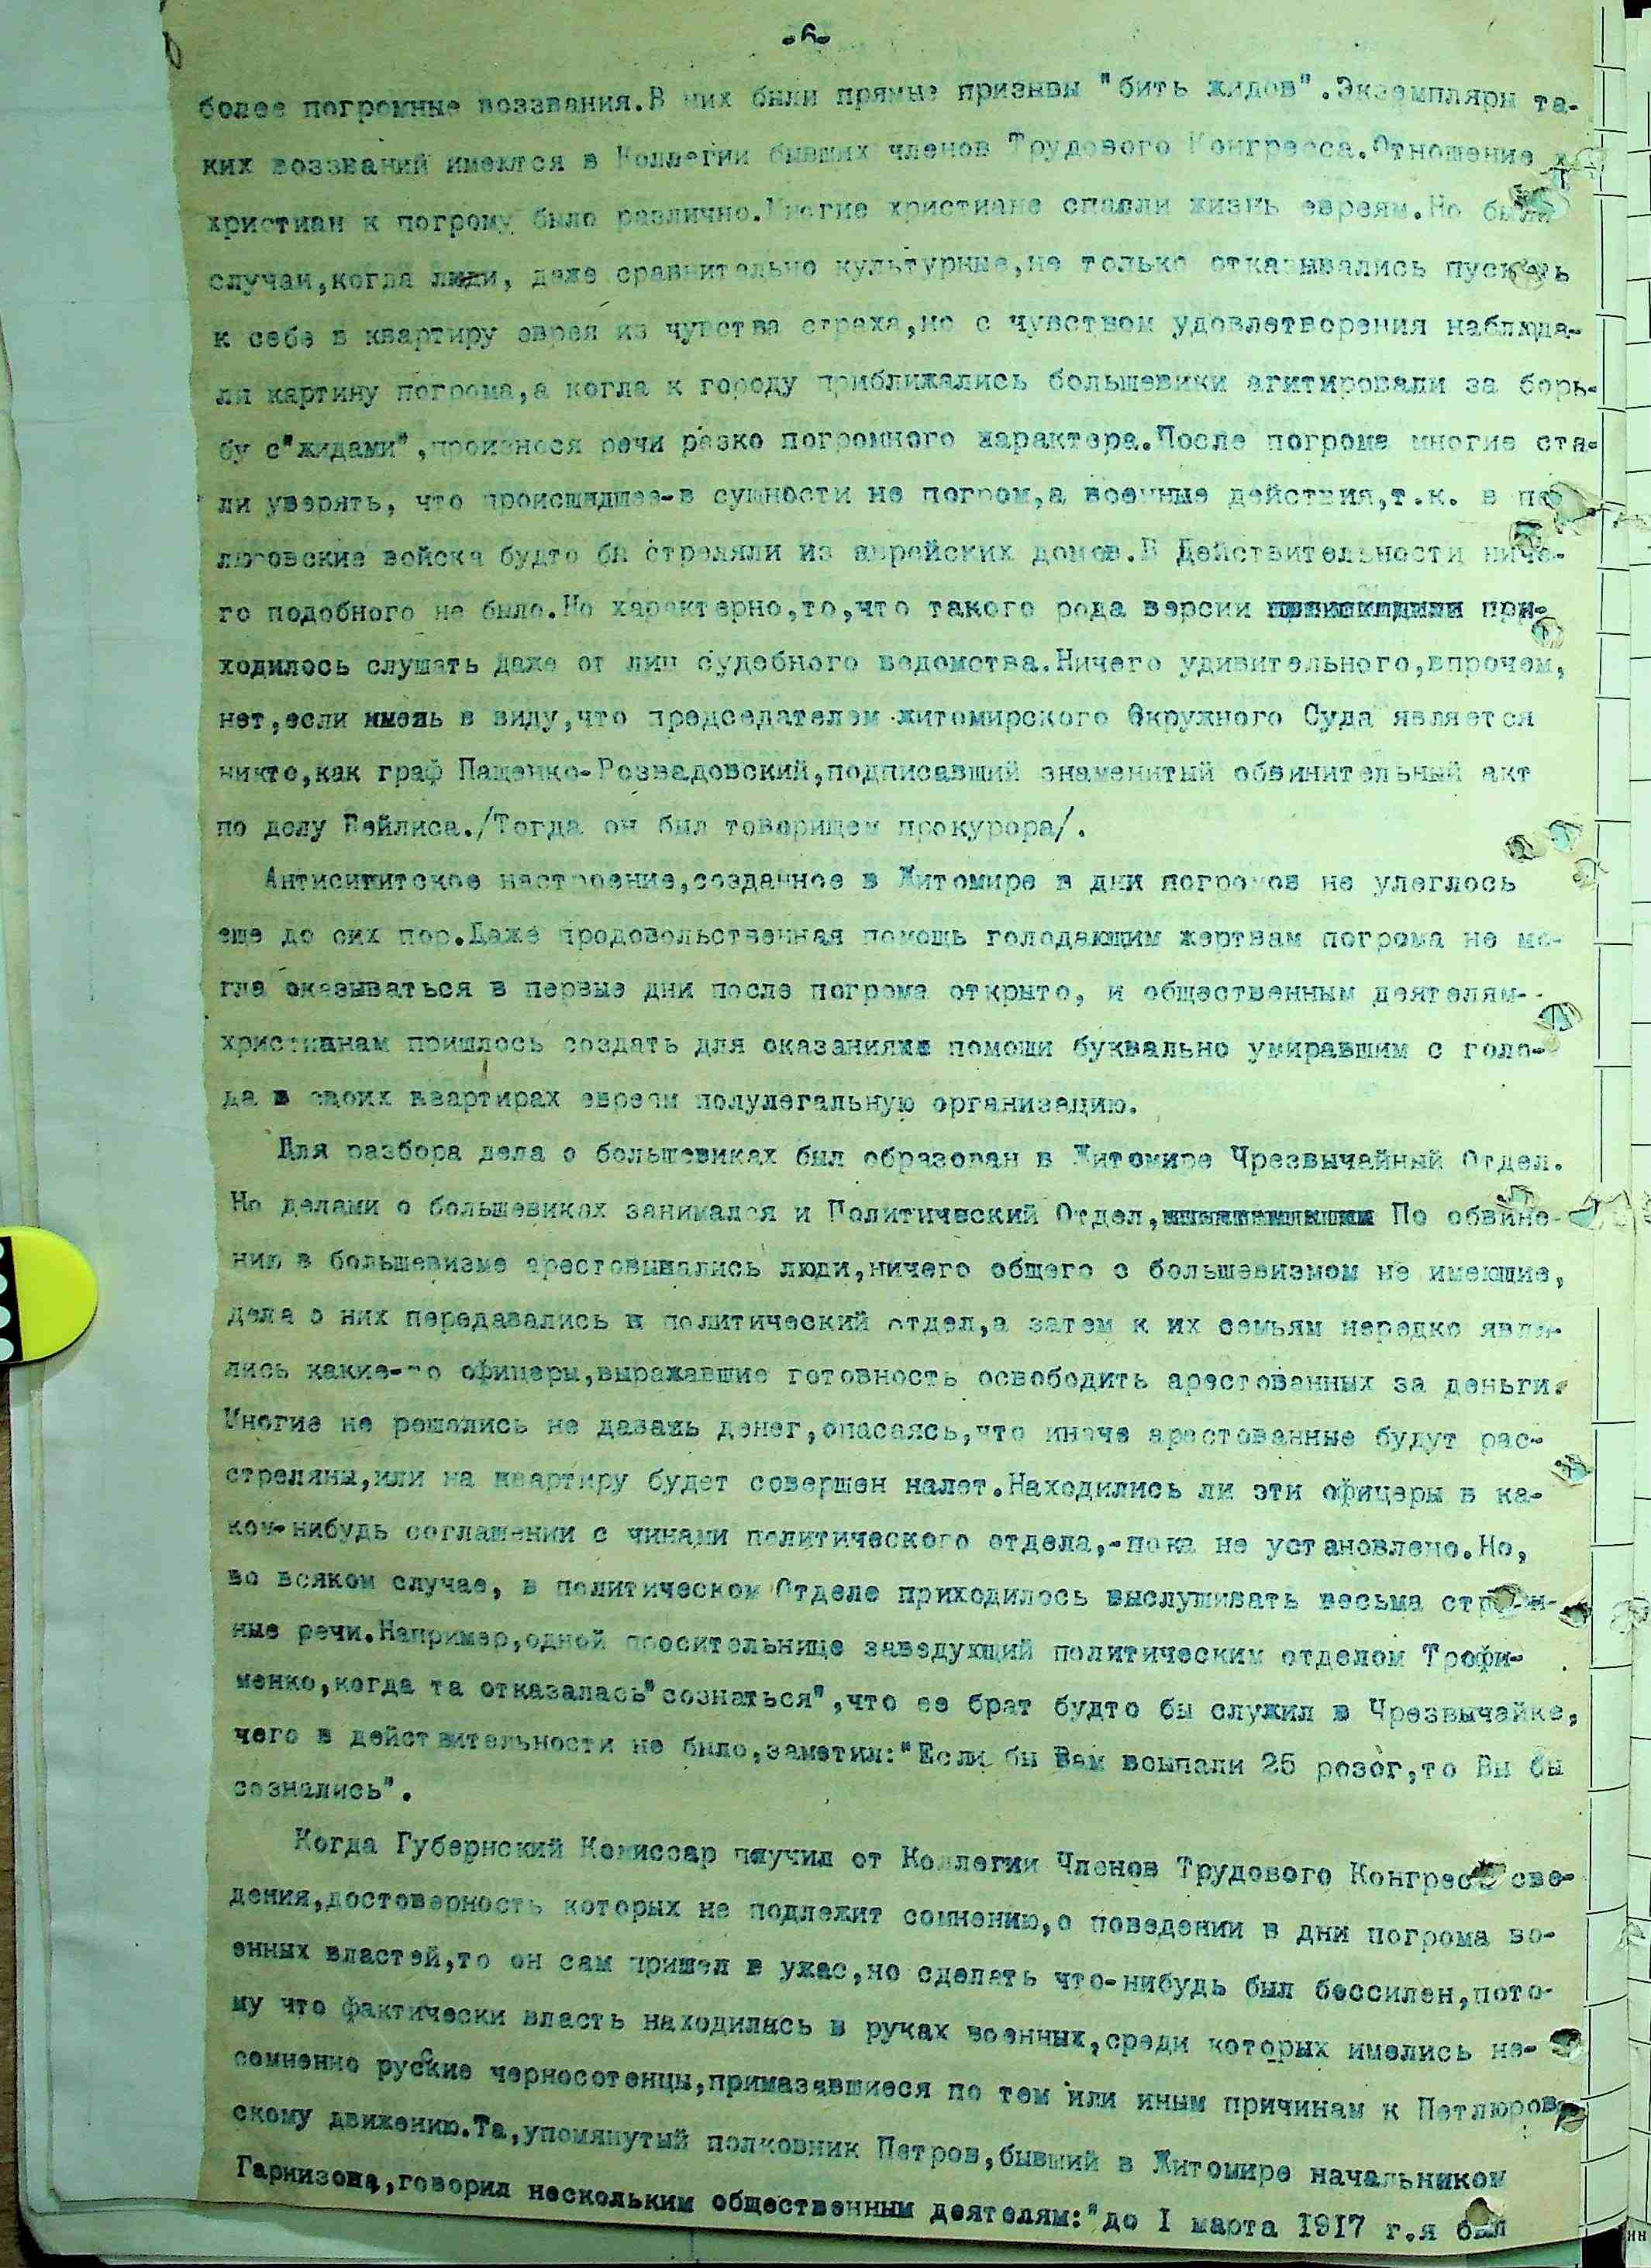 -6-
более погромные воззвания.В них были прямые призывы "бить жидов".Экземпляры та-
ких воззваний имеются в Коллегии бывших членов Трудового Конгресса.Отношение
христиан к погрому было различно.Многие христиане спасли жизнь евреям.Но были
случаи,когда люди, даже сравнительно культурные,не только отказывались пускать
к себе в квартиру еврея из чувства страха,но с чувством удовлетворения наблюда-
ли картину погрома,а когда к городу приближались большевики агитировали за борь-
бу с"жидами",произнося речи резко погромного характера.После погрома многие ста-
ли уверять, что происшедшее-в сущности не погром,а военные действия,т.к. в пе
люровские войска будто бы стреляли из еврейских домов.В Действительности ниче-
го подобного не было.Но характерно,то,что такого рода версии при-
ходилось слушать даже от лиц судебного ведомства.Ничего удивительного,впрочем,
нет,если иметь в виду,что председателем житомирского Окружного Суда является
никто,как граф Пащенко-Розвадовский,подписавший знаменитый обвинительный акт
по делу Бейлиса./Тогда он был товарищем прокурора/.
Антисимитское настроение,созданное в Житомире в дни погромов не улеглось
еще до сих пор.Даже продовольственная помощь голодающим жертвам погрома не мо-
гла оказываться в первые дни после погрома открыто, и общественным деятелям-
христианам пришлось создать для оказания помощи буквально умиравшим с голо-
да в своих квартирах евреям полулегальную организацию.
Для разбора дела о большевиках был образован в Житомире Чрезвычайный Отдел.
Но делами о большевиках занимался и Политический Отдел, По обвине-
нию в большевизме арестовывались люди,ничего общего с большевизмом не имеющие,
дела о них передавались в политический отдел,а затем к их семьям нередко явля-
лись какие-то офицеры,выражавшие готовность освободить арестованных за деньги.
Многие не решались не давать денег,опасаясь,что иначе арестованные будут рас-
стреляны,или на квартиру будет совершен налет.Находились ли эти офицеры в ка-
ком-нибудь соглашении с чинами политического отдела,-пока не установлено.Но,
во всяком случае, в политическом Отделе приходилось выслушивать весьма стран-
ные речи.Например,одной просительнице заведующий политическим отделом Трофи-
менко,когда та отказалась"сознаться",что ее брат будто бы служил в Чрезвычайке,
чего в действительности не было,заметил:"Если бы Вам всыпали 25 розог,то Вы бы
сознались".
Когда Губернский Комиссар получил от Коллегии Членов Трудового Конгресса све-
дения,достоверность которых не подлежит сомнению,о поведении в дни погрома во-
енных властей,то он сам пришел в ужас,но сделать что-нибудь был бессилен,пото-
му что фактически власть находилась в руках военных,среди которых имелись не-
сомненно руские черносотенцы,примазавшиеся по тем или иным причинам к Петлюров-
скому движению.Та,упомянутый полковник Петров,бывший в Житомире начальником
Гарнизона,говорил нескольким общественным деятелям:"до I марта 1917 г.я был